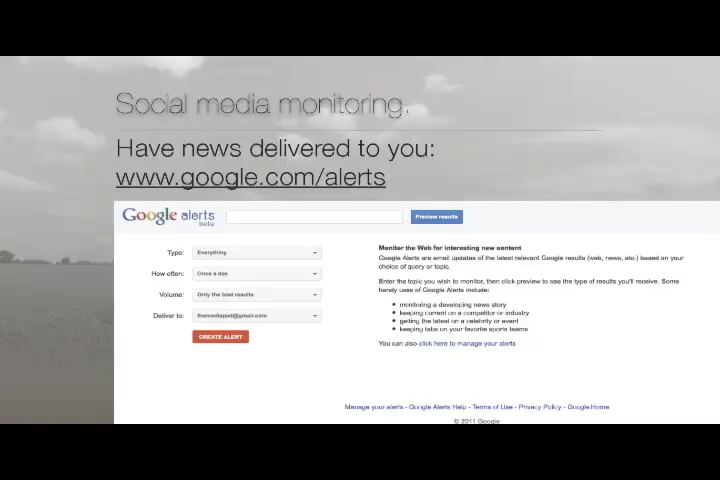 Social media monitoring.
Have news delivered to you:
www.google.com/alerts
Google alerts
beta
Preview results
Type: Everything
How often: Once a day
Volume: Only the best results
Deliver to: themediapod@gmail.com
CREATE ALERT
Monitor the Web for interesting new content
Google Alerts are email updates of the latest relevant Google results (web, news, etc.) based on your
choice of query or topic.
Enter the topic you wish to monitor, then click preview to see the type of results you'll receive. Some
handy uses of Google Alerts include:
monitoring a developing news story
keeping current on a competitor or industry
getting the latest on a celebrity or event
keeping tabs on your favorite sports teams
You can also click here to manage your alerts
Manage your alerts - Google Alerts Help - Terms of Use - Privacy Policy - Google Home
© 2011 Google